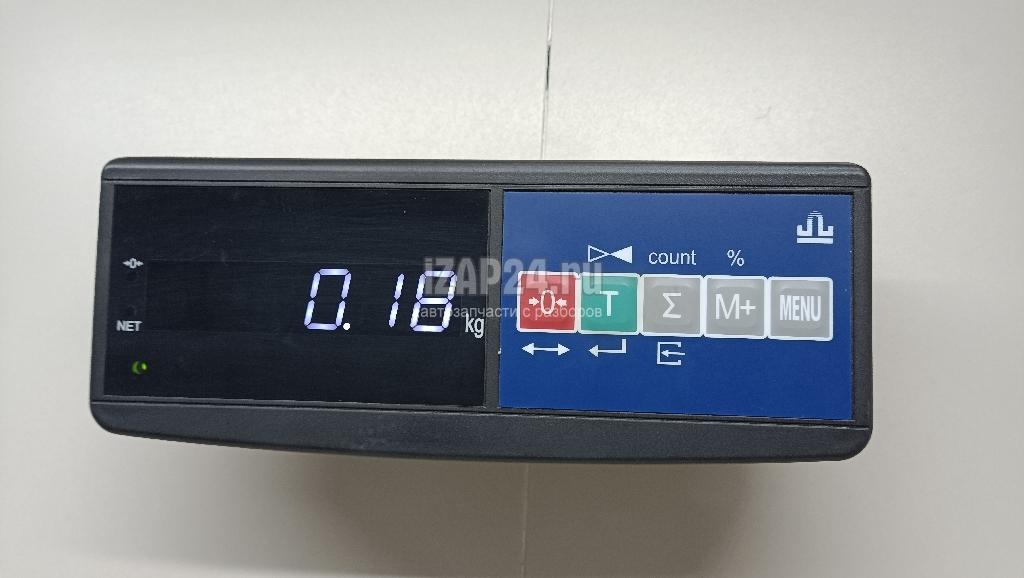 count %
iZAP24.ru
→0←
0.18
kg
→0← T Σ M+ MENU
автозапчасти с разборов
NET